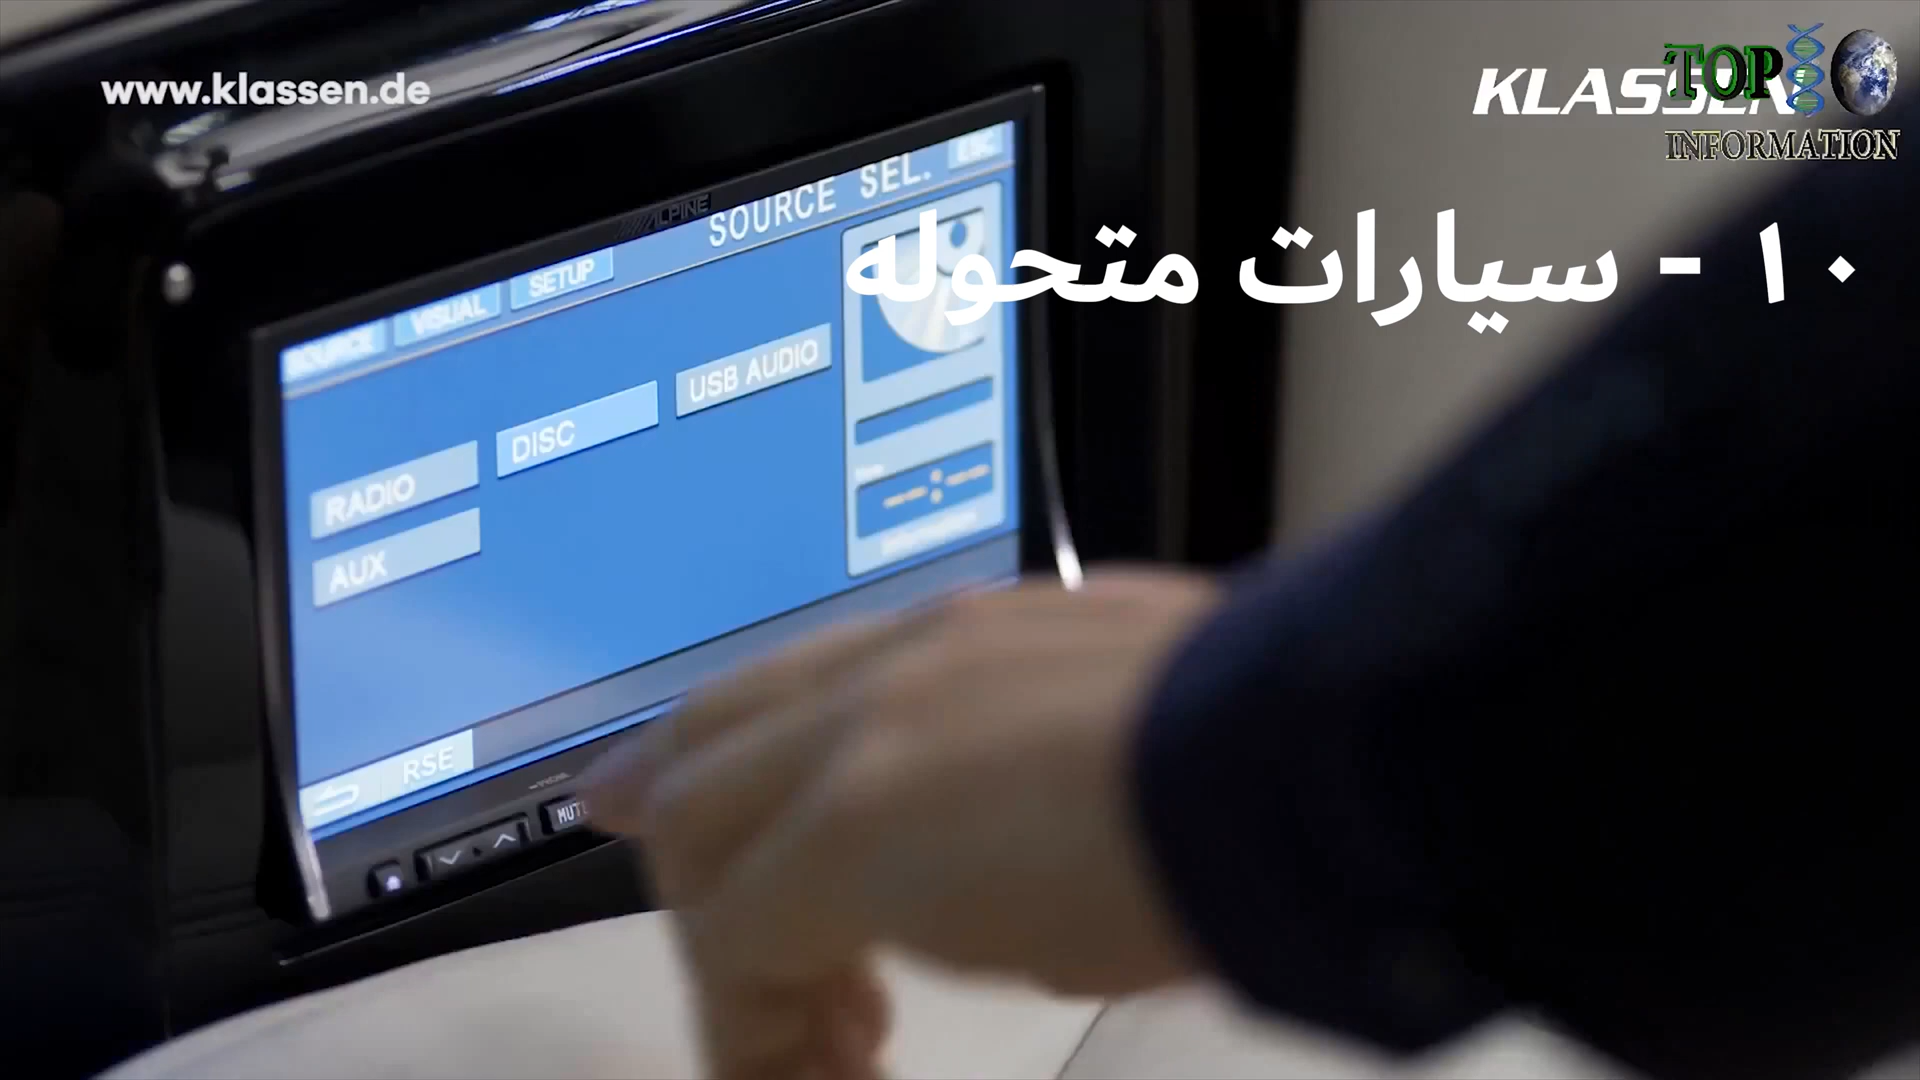 www.klassen.de
KLASSEN
TOP
INFORMATION
١٠ - سيارات متحوله
ALPINE
SOURCE SEL.
ESC
SOURCE
VISUAL
SETUP
USB AUDIO
DISC
RADIO
AUX
RSE
MUTE